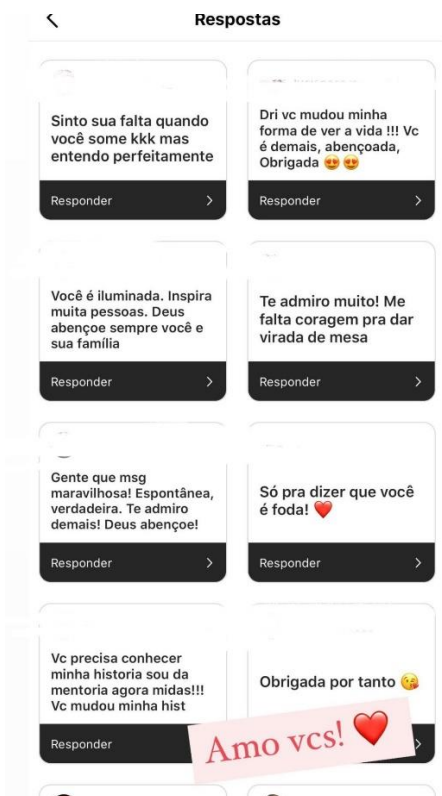 Respostas
Sinto sua falta quando
você some kkk mas
entendo perfeitamente
Responder
Dri vc mudou minha
forma de ver a vida !!! Vc
é demais, abençoada,
Obrigada 😍 😍
Responder
Você é iluminada. Inspira
muita pessoas. Deus
abençoe sempre você e
sua família
Responder
Te admiro muito! Me
falta coragem pra dar
virada de mesa
Responder
Gente que msg
maravilhosa! Espontânea,
verdadeira. Te admiro
demais! Deus abençoe!
Responder
Só pra dizer que você
é foda! ❤️
Responder
Vc precisa conhecer
minha historia sou da
mentoria agora midas!!!
Vc mudou minha hist
Responder
Obrigada por tanto 😘
Amo vcs! ❤️